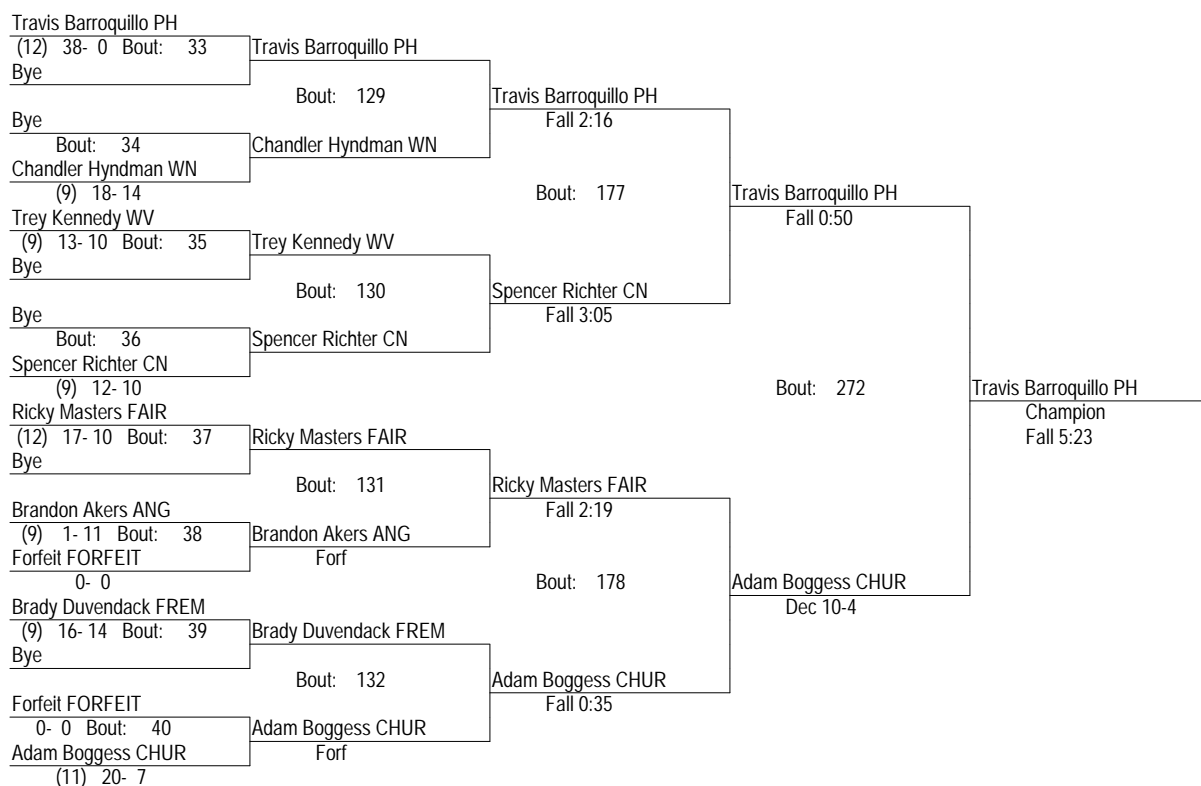 Travis Barroquillo PH
(12) 38- 0 Bout: 33
Travis Barroquillo PH
Bye
Bout: 129
Travis Barroquillo PH
Fall 2:16
Bye
Bout: 34
Chandler Hyndman WN
Chandler Hyndman WN
(9) 18- 14
Bout: 177
Travis Barroquillo PH
Fall 0:50
Trey Kennedy WV
(9) 13- 10 Bout: 35
Trey Kennedy WV
Bye
Bout: 130
Spencer Richter CN
Fall 3:05
Bye
Bout: 36
Spencer Richter CN
Spencer Richter CN
(9) 12- 10
Bout: 272
Travis Barroquillo PH
Champion
Fall 5:23
Ricky Masters FAIR
(12) 17- 10 Bout: 37
Ricky Masters FAIR
Bye
Bout: 131
Ricky Masters FAIR
Fall 2:19
Brandon Akers ANG
(9) 1- 11 Bout: 38
Brandon Akers ANG
Forf
Forfeit FORFEIT
0- 0
Bout: 178
Adam Boggess CHUR
Dec 10-4
Brady Duvendack FREM
(9) 16- 14 Bout: 39
Brady Duvendack FREM
Bye
Bout: 132
Adam Boggess CHUR
Fall 0:35
Forfeit FORFEIT
0- 0 Bout: 40
Adam Boggess CHUR
Forf
Adam Boggess CHUR
(11) 20- 7